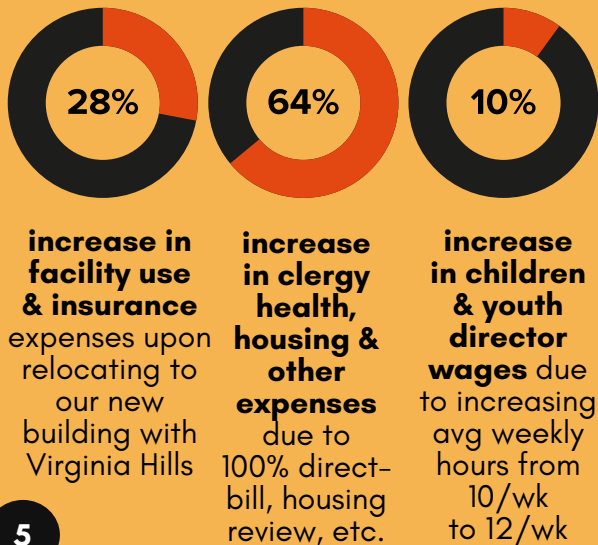 28%
64%
10%
increase in
facility use
& insurance
expenses upon
relocating to
our new
building with
Virginia Hills
increase
in clergy
health,
housing &
other
expenses
due to
100% direct-
bill, housing
review, etc.
increase
in children
& youth
director
wages due
to increasing
avg weekly
hours from
10/wk
to 12/wk
5